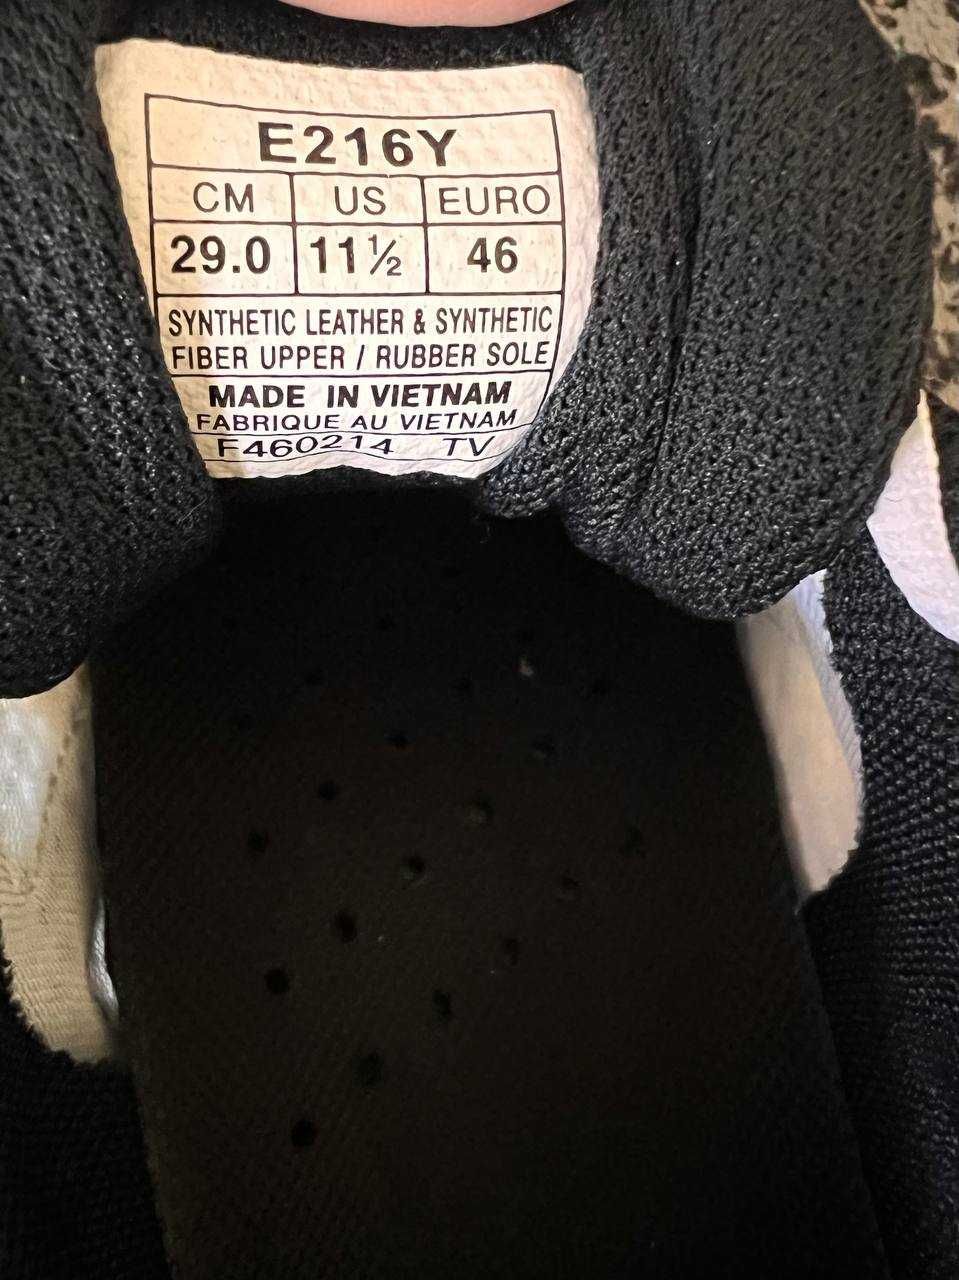 E216Y
CM US EURO
29.0 11½ 46
SYNTHETIC LEATHER & SYNTHETIC
FIBER UPPER / RUBBER SOLE
MADE IN VIETNAM
FABRIQUE AU VIETNAM
F460214 TV